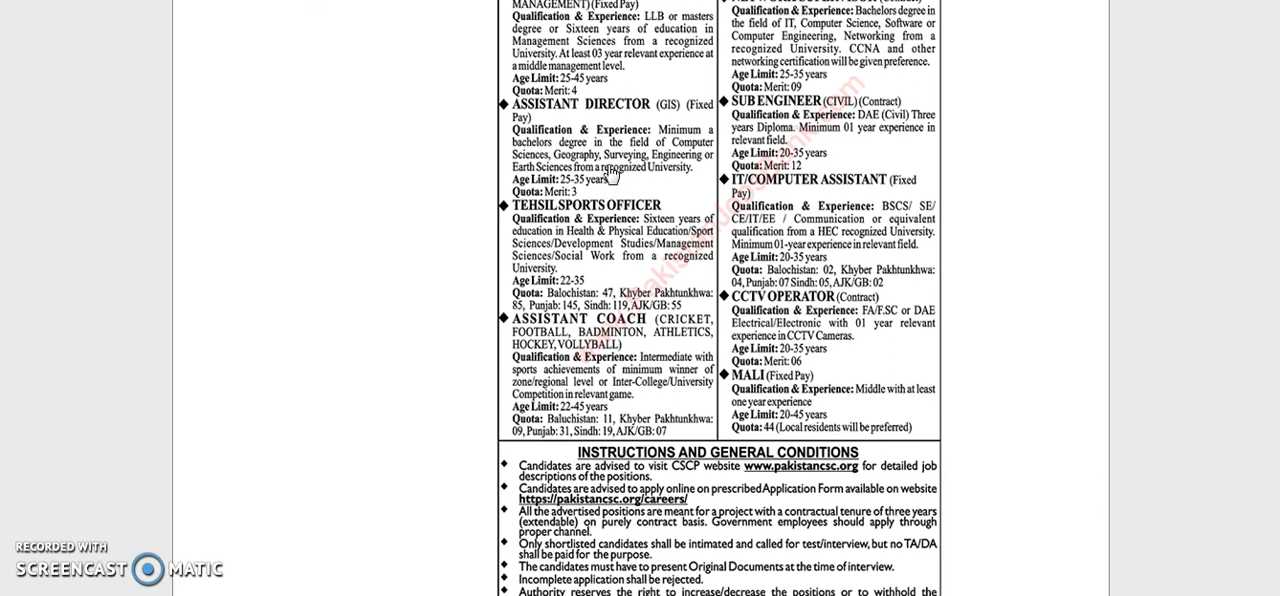 MANAGEMENT) (Fixed Pay)
Qualification & Experience: LLB or masters
degree or Sixteen years of education in
Management Sciences from a recognized
University. At least 03 year relevant experience at
a middle management level.
Age Limit: 25-45 years
Quota: Merit: 4
ASSISTANT DIRECTOR (GIS) (Fixed
Pay)
Qualification & Experience: Minimum a
bachelors degree in the field of Computer
Sciences, Geography, Surveying, Engineering or
Earth Sciences from a recognized University.
Age Limit: 25-35 years
Quota: Merit: 3
TEHSIL SPORTS OFFICER
Qualification & Experience: Sixteen years of
education in Health & Physical Education/Sport
Sciences/Development Studies/Management
Sciences/Social Work from a recognized
University.
Age Limit: 22-35
Quota: Balochistan: 47, Khyber Pakhtunkhwa:
85, Punjab: 145, Sindh: 119, AJK/GB: 55
ASSISTANT COACH (CRICKET,
FOOTBALL, BADMINTON, ATHLETICS,
HOCKEY, VOLLYBALL)
Qualification & Experience: Intermediate with
sports achievements of minimum winner of
zone/regional level or Inter-College/University
Competition in relevant game.
Age Limit: 22-45 years
Quota: Baluchistan: 11, Khyber Pakhtunkhwa:
09, Punjab: 31, Sindh: 19, AJK/GB: 07
Qualification & Experience: Bachelors degree in
the field of IT, Computer Science, Software or
Computer Engineering, Networking from a
recognized University. CCNA and other
networking certification will be given preference.
Age Limit: 25-35 years
Quota: Merit: 09
SUB ENGINEER (CIVIL) (Contract)
Qualification & Experience: DAE (Civil) Three
years Diploma. Minimum 01 year experience in
relevant field.
Age Limit: 20-35 years
Quota: Merit: 12
IT/COMPUTER ASSISTANT (Fixed
Pay)
Qualification & Experience: BSCS/ SE/
CE/IT/EE / Communication or equivalent
qualification from a HEC recognized University.
Minimum 01-year experience in relevant field.
Age Limit: 20-35 years
Quota: Balochistan: 02, Khyber Pakhtunkhwa:
04, Punjab: 07 Sindh: 05, AJK/GB: 02
CCTV OPERATOR (Contract)
Qualification & Experience: FA/F.SC or DAE
Electrical/Electronic with 01 year relevant
experience in CCTV Cameras.
Age Limit: 20-35 years
Quota: Merit: 06
MALI (Fixed Pay)
Qualification & Experience: Middle with at least
one year experience
Age Limit: 20-45 years
Quota: 44 (Local residents will be preferred)
INSTRUCTIONS AND GENERAL CONDITIONS
Candidates are advised to visit CSCP website www.pakistancsc.org for detailed job
descriptions of the positions.
Candidates are advised to apply online on prescribed Application Form available on website
https://pakistancsc.org/careers/
All the advertised positions are meant for a project with a contractual tenure of three years
(extendable) on purely contract basis. Government employees should apply through
proper channel.
Only shortlisted candidates shall be intimated and called for test/interview, but no TA/DA
shall be paid for the purpose.
The candidates must have to present Original Documents at the time of interview.
Incomplete application shall be rejected.
Authority reserves the right to increase/decrease the positions or to withhold the
RECORDED WITH
SCREENCAST MATIC